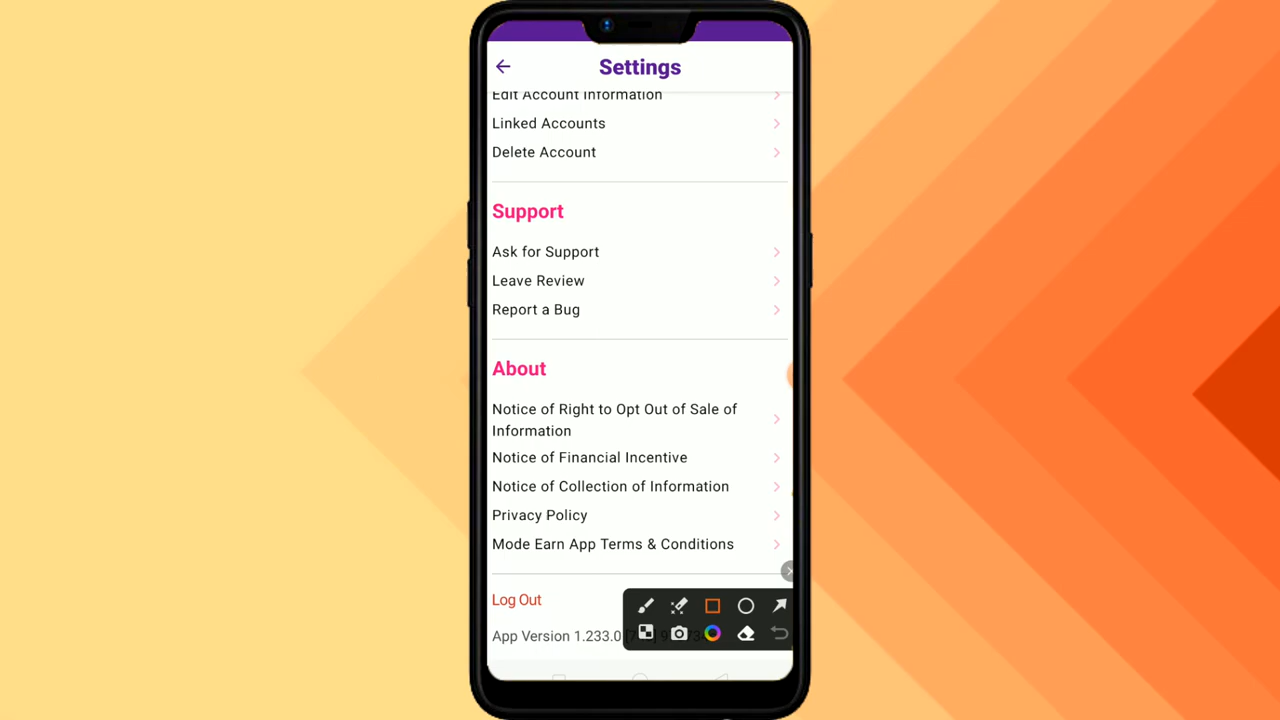 Settings
Edit Account Information
Linked Accounts
Delete Account
Support
Ask for Support
Leave Review
Report a Bug
About
Notice of Right to Opt Out of Sale of
Information
Notice of Financial Incentive
Notice of Collection of Information
Privacy Policy
Mode Earn App Terms & Conditions
Log Out
App Version 1.233.0